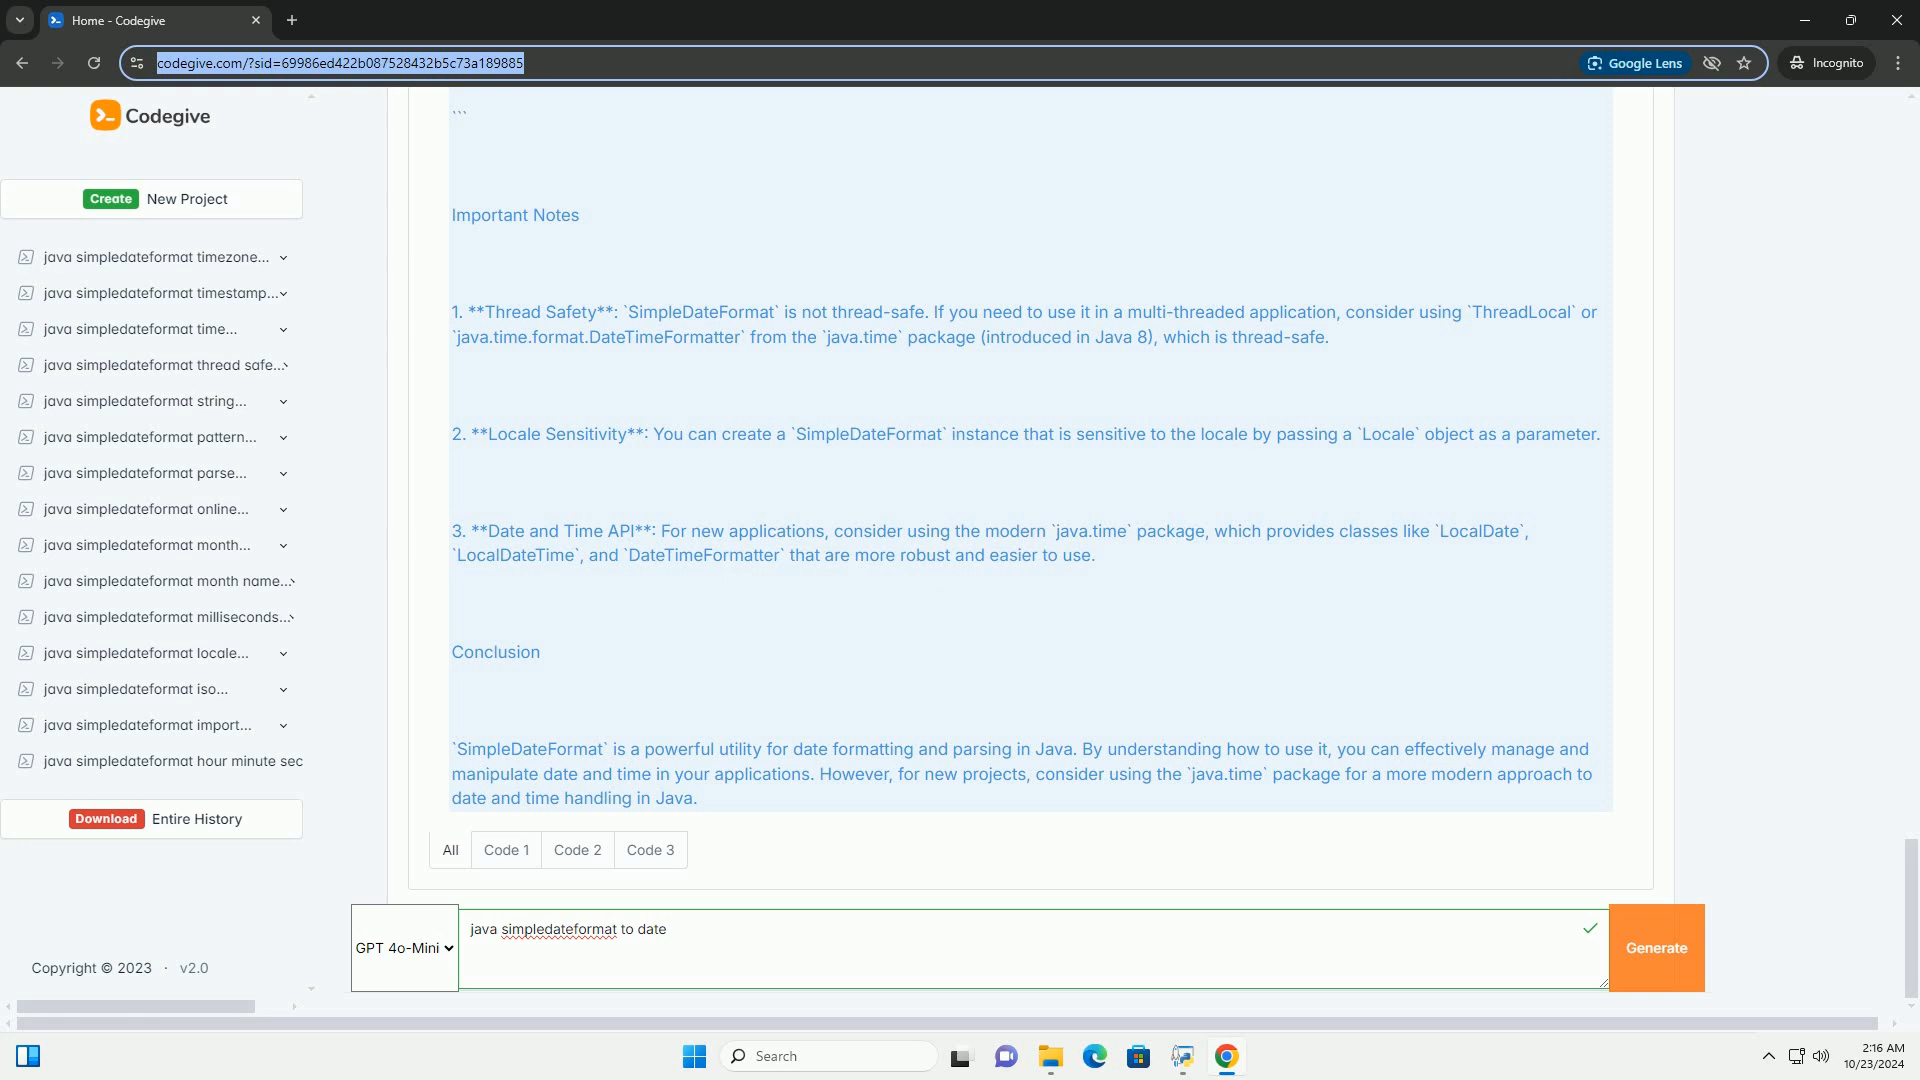 Home - Codegive
codegive.com/?sid=69986ed422b087528432b5c73a189885
Google Lens
Incognito
Codegive
Create New Project
java simpledateformat timezone...
java simpledateformat timestamp...
java simpledateformat time...
java simpledateformat thread safe...
java simpledateformat string...
java simpledateformat pattern...
java simpledateformat parse...
java simpledateformat online...
java simpledateformat month...
java simpledateformat month name...
java simpledateformat milliseconds...
java simpledateformat locale...
java simpledateformat iso...
java simpledateformat import...
java simpledateformat hour minute sec
Download Entire History
Copyright © 2023 · v2.0
```
Important Notes
1. **Thread Safety**: `SimpleDateFormat` is not thread-safe. If you need to use it in a multi-threaded application, consider using `ThreadLocal` or
`java.time.format.DateTimeFormatter` from the `java.time` package (introduced in Java 8), which is thread-safe.
2. **Locale Sensitivity**: You can create a `SimpleDateFormat` instance that is sensitive to the locale by passing a `Locale` object as a parameter.
3. **Date and Time API**: For new applications, consider using the modern `java.time` package, which provides classes like `LocalDate`,
`LocalDateTime`, and `DateTimeFormatter` that are more robust and easier to use.
Conclusion
`SimpleDateFormat` is a powerful utility for date formatting and parsing in Java. By understanding how to use it, you can effectively manage and
manipulate date and time in your applications. However, for new projects, consider using the `java.time` package for a more modern approach to
date and time handling in Java.
All Code 1 Code 2 Code 3
GPT 4o-Mini
java simpledateformat to date
Generate
Search
2:16 AM
10/23/2024